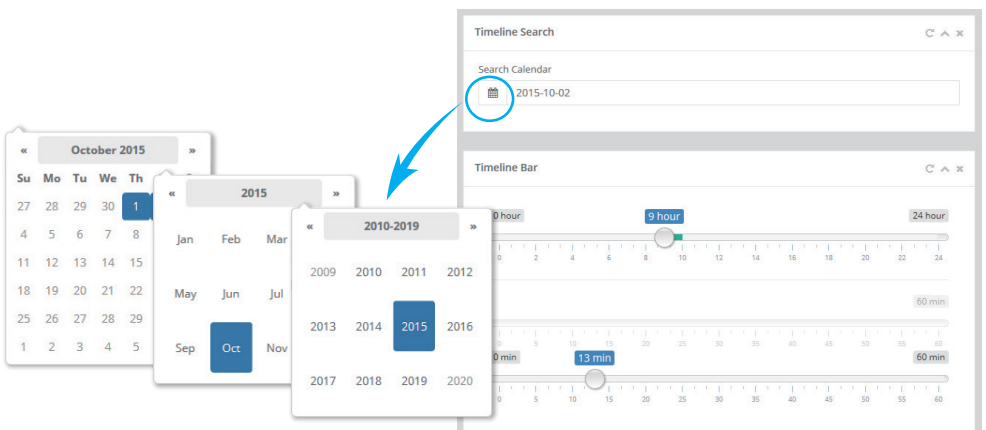 Timeline Search
Search Calendar
2015-10-02
Timeline Bar
0 hour 9 hour 24 hour
0 2 4 6 8 10 12 14 16 18 20 22 24
60 min
0 5 10 15 20 25 30 35 40 45 50 55 60
0 min 13 min 60 min
0 5 10 15 20 25 30 35 40 45 50 55 60
« October 2015 »
Su Mo Tu We Th
27 28 29 30 1
4 5 6 7 8
11 12 13 14 15
18 19 20 21 22
25 26 27 28 29
1 2 3 4 5
« 2015 »
Jan Feb Mar
May Jun Jul
Sep Oct Nov
« 2010-2019 »
2009 2010 2011 2012
2013 2014 2015 2016
2017 2018 2019 2020